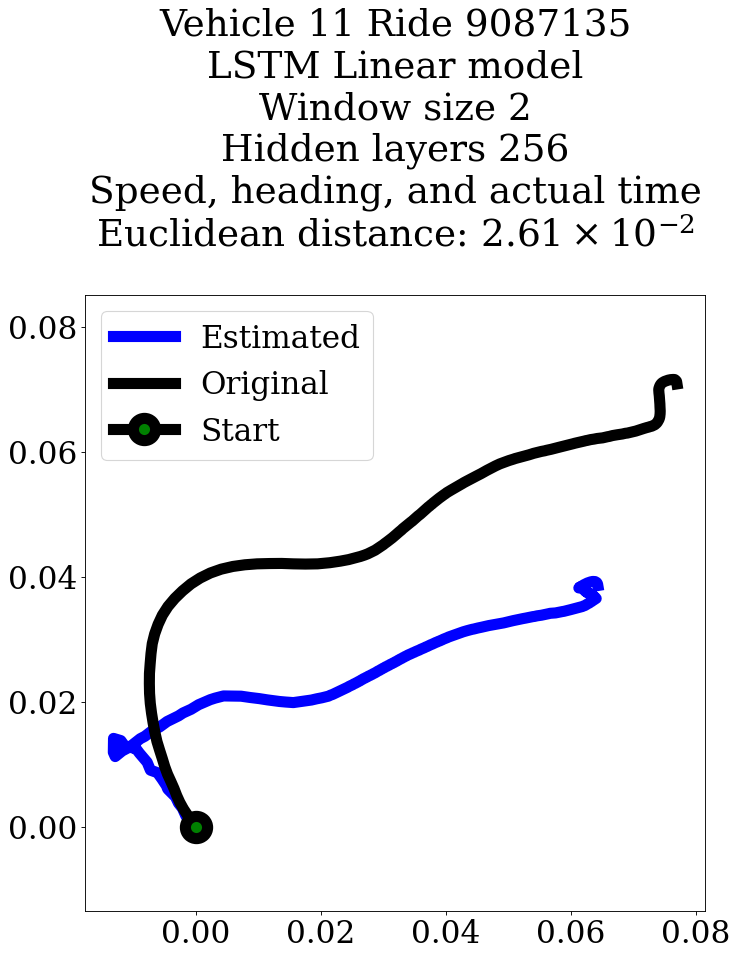 Vehicle 11 Ride 9087135
LSTM Linear model
Window size 2
Hidden layers 256
Speed, heading, and actual time
Euclidean distance: 2.61 × 10⁻²
Estimated
Original
Start
0.08
0.06
0.04
0.02
0.00
0.00 0.02 0.04 0.06 0.08